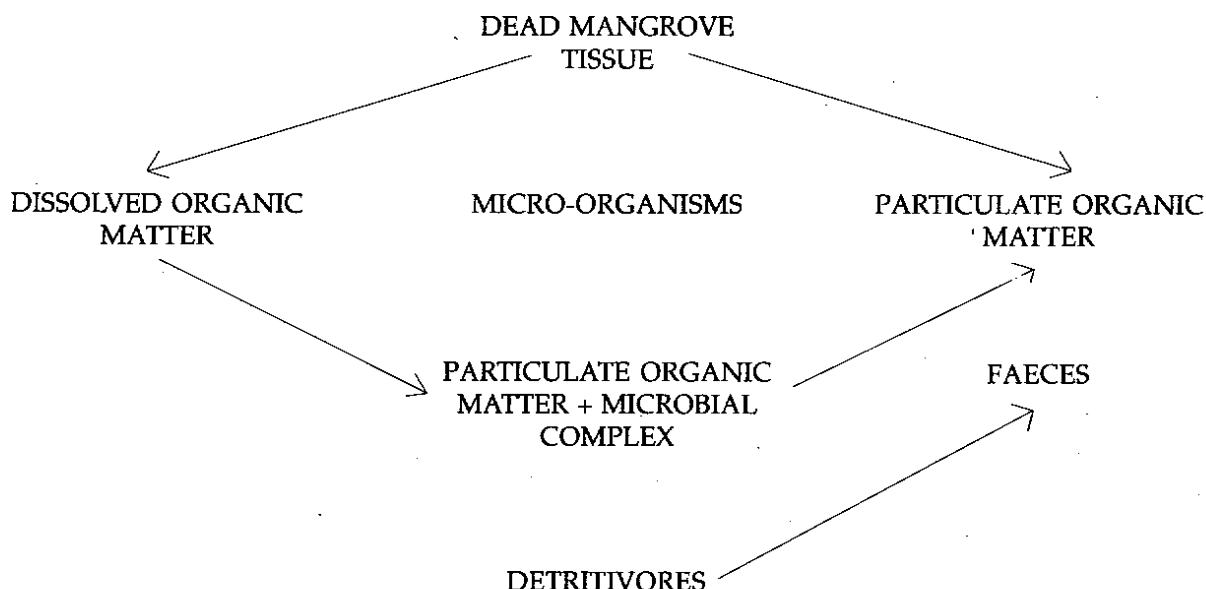 DEAD MANGROVE
TISSUE
DISSOLVED ORGANIC
MATTER
MICRO-ORGANISMS
PARTICULATE ORGANIC
MATTER
PARTICULATE ORGANIC
MATTER + MICROBIAL
COMPLEX
FAECES
DETRITIVORES